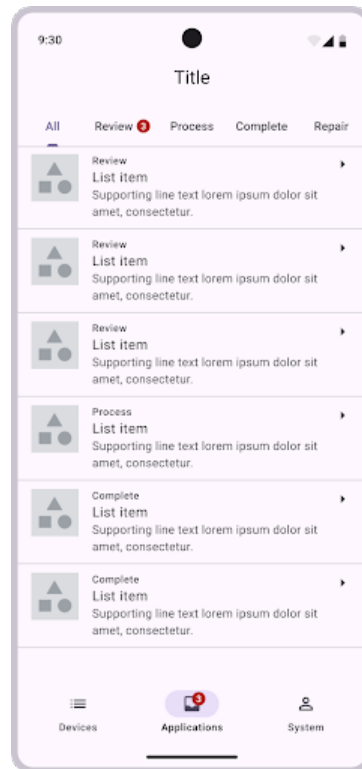 9:30
Title
All Review 3 Process Complete Repair
Review
List item
Supporting line text lorem ipsum dolor sit
amet, consectetur.
Review
List item
Supporting line text lorem ipsum dolor sit
amet, consectetur.
Review
List item
Supporting line text lorem ipsum dolor sit
amet, consectetur.
Process
List item
Supporting line text lorem ipsum dolor sit
amet, consectetur.
Complete
List item
Supporting line text lorem ipsum dolor sit
amet, consectetur.
Complete
List item
Supporting line text lorem ipsum dolor sit
amet, consectetur.
3
Devices Applications System